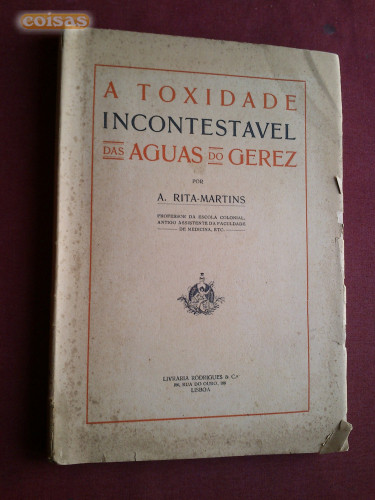 coisas
A TOXIDADE
INCONTESTAVEL
DAS AGUAS DO GEREZ
POR
A. RITA-MARTINS
PROFESSOR DA ESCOLA COLONIAL,
ANTIGO ASSISTENTE DA FACULDADE
DE MEDICINA, ETC.
LIVRARIA RODRIGUES & C.ª
RUA DO OURO,
LISBOA